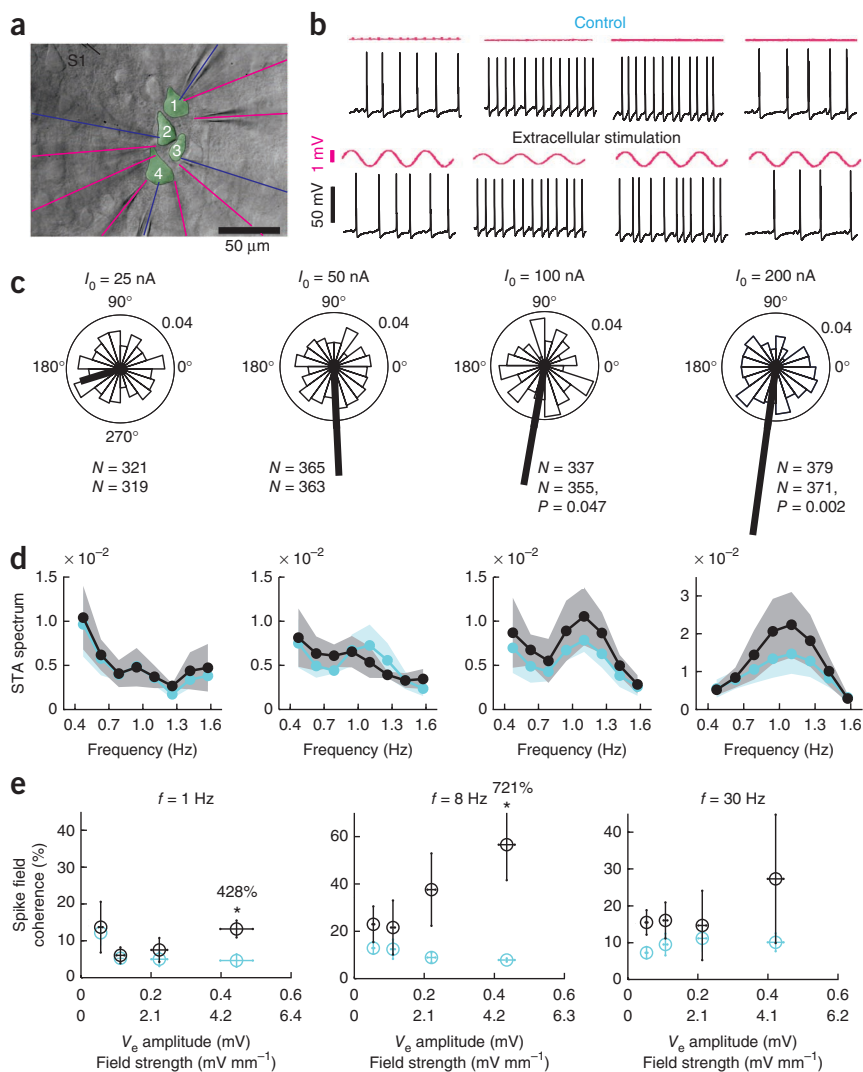 a
S1
1
2
3
4
50 µm
b
Control
Extracellular stimulation
1 mV
50 mV
c
I0 = 25 nA
90°
0.04
180°
0°
270°
N = 321
N = 319
I0 = 50 nA
90°
0.04
180°
0°
N = 365
N = 363
I0 = 100 nA
90°
0.04
180°
0°
N = 337
N = 355,
P = 0.047
I0 = 200 nA
90°
0.04
180°
0°
N = 379
N = 371,
P = 0.002
d
STA spectrum
× 10−2
1.5
1.0
0.5
0
0.4 0.7 1.0 1.3 1.6
Frequency (Hz)
× 10−2
1.5
1.0
0.5
0
0.4 0.7 1.0 1.3 1.6
Frequency (Hz)
× 10−2
1.5
1.0
0.5
0
0.4 0.7 1.0 1.3 1.6
Frequency (Hz)
× 10−2
3
2
1
0
0.4 0.7 1.0 1.3 1.6
Frequency (Hz)
e
Spike field
coherence (%)
f = 1 Hz
40
30
20
10
0
428%
*
0 0.2 0.4 0.6
0 2.1 4.2 6.4
Ve amplitude (mV)
Field strength (mV mm−1)
f = 8 Hz
721%
*
60
40
20
0
0 0.2 0.4 0.6
0 2.1 4.2 6.3
Ve amplitude (mV)
Field strength (mV mm−1)
f = 30 Hz
40
30
20
10
0
0 0.2 0.4 0.6
0 2.1 4.1 6.2
Ve amplitude (mV)
Field strength (mV mm−1)